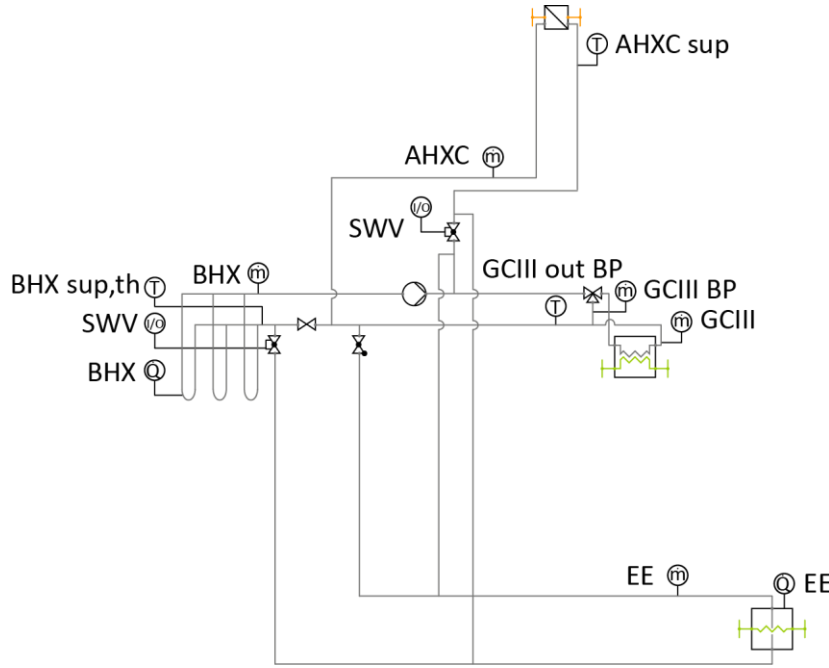 T AHXC sup
AHXC ṁ
I/O
SWV
GCIII out BP
BHX ṁ
BHX sup,th T
ṁ GCIII BP
SWV I/O
T
ṁ GCIII
BHX Q̇
EE ṁ
Q̇ EE